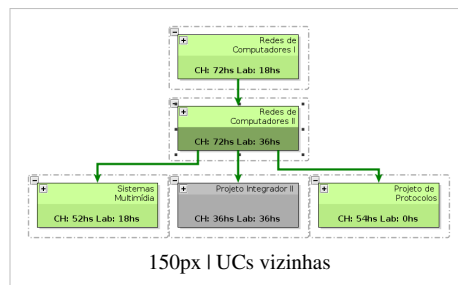 Redes de
Computadores I
CH: 72hs Lab: 18hs
Redes de
Computadores II
CH: 72hs Lab: 36hs
Sistemas
Multimídia
CH: 52hs Lab: 18hs
Projeto Integrador II
CH: 36hs Lab: 36hs
Projeto de
Protocolos
CH: 54hs Lab: 0hs
150px | UCs vizinhas